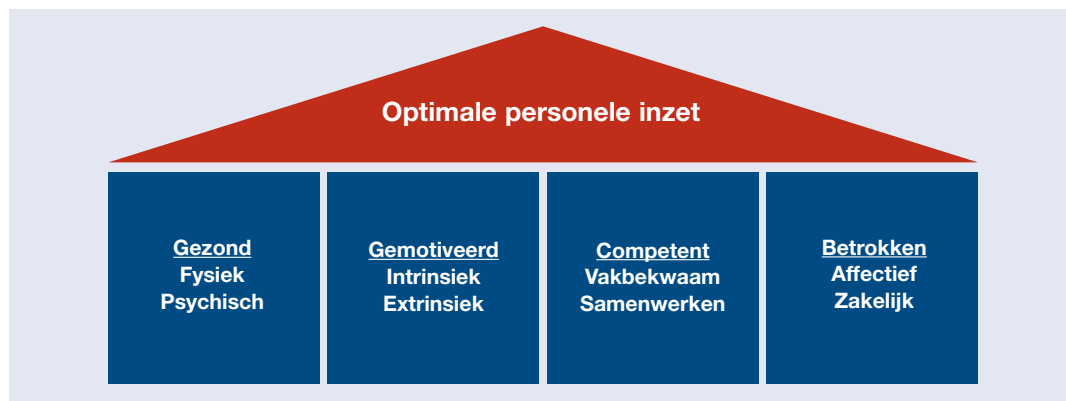 Optimale personele inzet
Gezond
Fysiek
Psychisch
Gemotiveerd
Intrinsiek
Extrinsiek
Competent
Vakbekwaam
Samenwerken
Betrokken
Affectief
Zakelijk